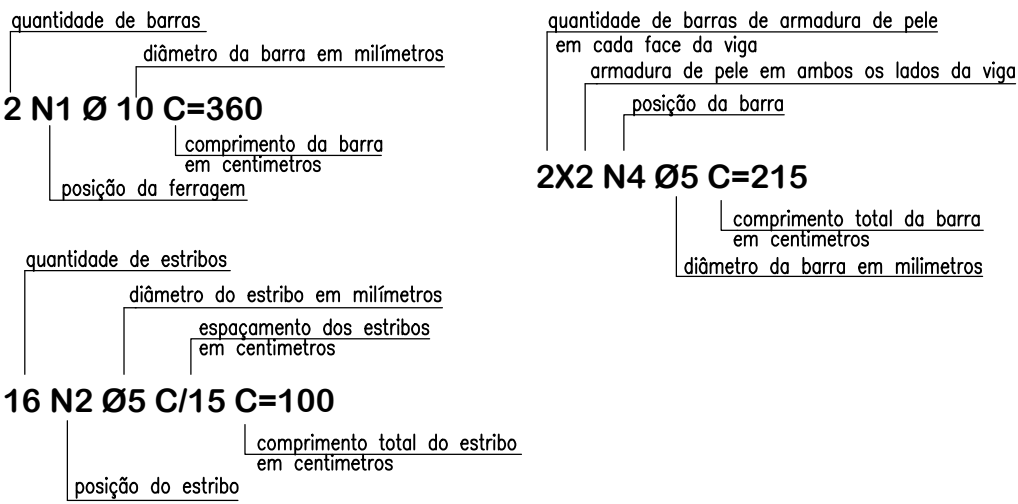 quantidade de barras
diâmetro da barra em milímetros
2 N1 Ø 10 C=360
comprimento da barra
em centimetros
posição da ferragem
quantidade de barras de armadura de pele
em cada face da viga
armadura de pele em ambos os lados da viga
posição da barra
2X2 N4 Ø5 C=215
comprimento total da barra
em centimetros
diâmetro da barra em milimetros
quantidade de estribos
diâmetro do estribo em milímetros
espaçamento dos estribos
em centimetros
16 N2 Ø5 C/15 C=100
comprimento total do estribo
em centimetros
posição do estribo